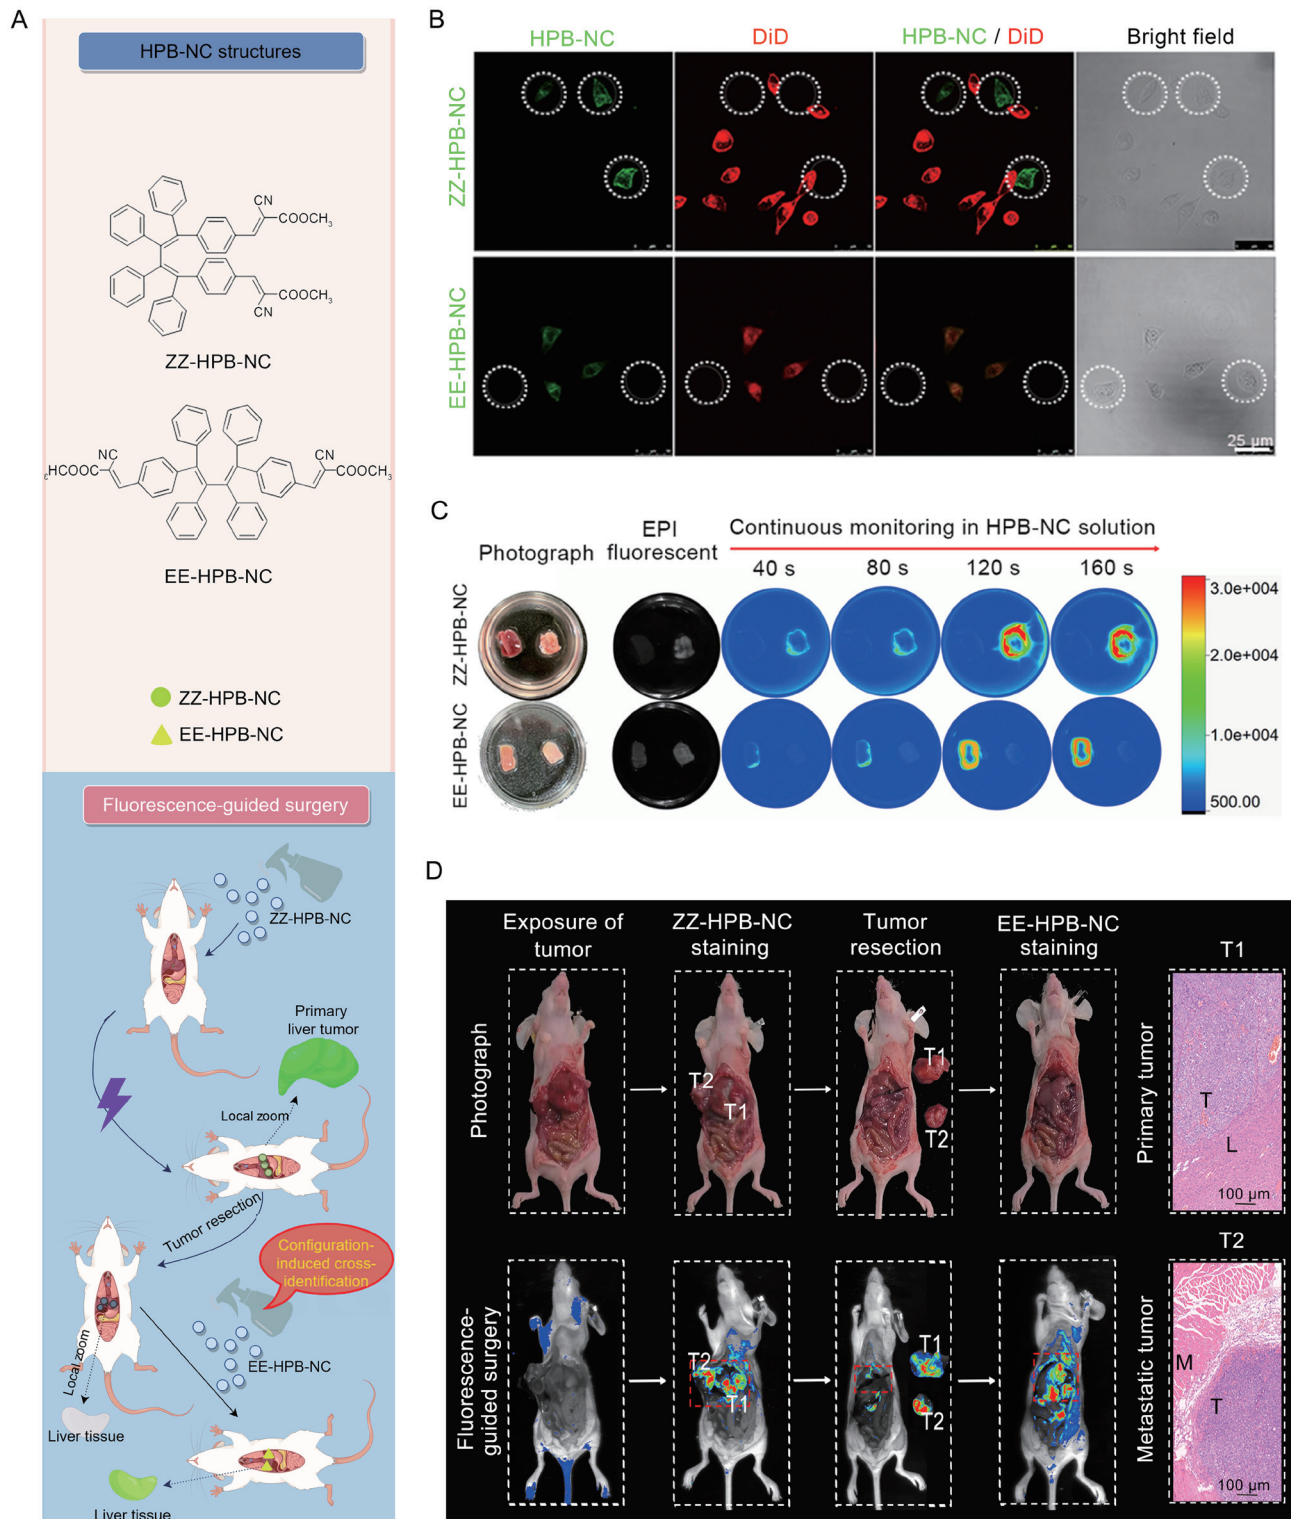 A
HPB-NC structures
CN
COOCH3
COOCH3
CN
ZZ-HPB-NC
NC
CN
COOCH3
EE-HPB-NC
ZZ-HPB-NC
EE-HPB-NC
Fluorescence-guided surgery
ZZ-HPB-NC
Primary
liver tumor
Local zoom
Tumor resection
Configuration-
induced cross-
identification
Local zoom
EE-HPB-NC
Liver tissue
Liver tissue
B
HPB-NC
DiD
HPB-NC / DiD
Bright field
ZZ-HPB-NC
EE-HPB-NC
25 µm
C
Photograph
EPI
fluorescent
Continuous monitoring in HPB-NC solution
40 s
80 s
120 s
160 s
ZZ-HPB-NC
EE-HPB-NC
3.0e+004
2.0e+004
1.0e+004
500.00
D
Exposure of
tumor
ZZ-HPB-NC
staining
Tumor
resection
EE-HPB-NC
staining
T1
Photograph
T2
T1
T1
T2
Primary tumor
T
L
100 µm
T2
Fluorescence-
guided surgery
T2
T1
T1
T2
Metastatic tumor
M
T
100 µm